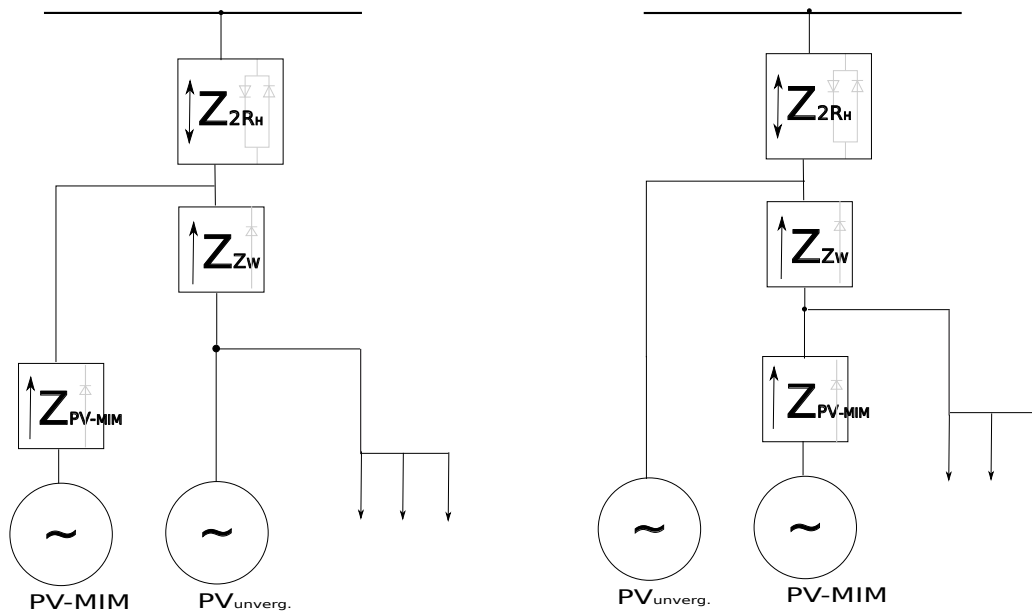 Z2RH
ZZW
ZPV-MIM
~
~
PV-MIM
PVunverg.
Z2RH
ZZW
ZPV-MIM
~
~
PVunverg.
PV-MIM